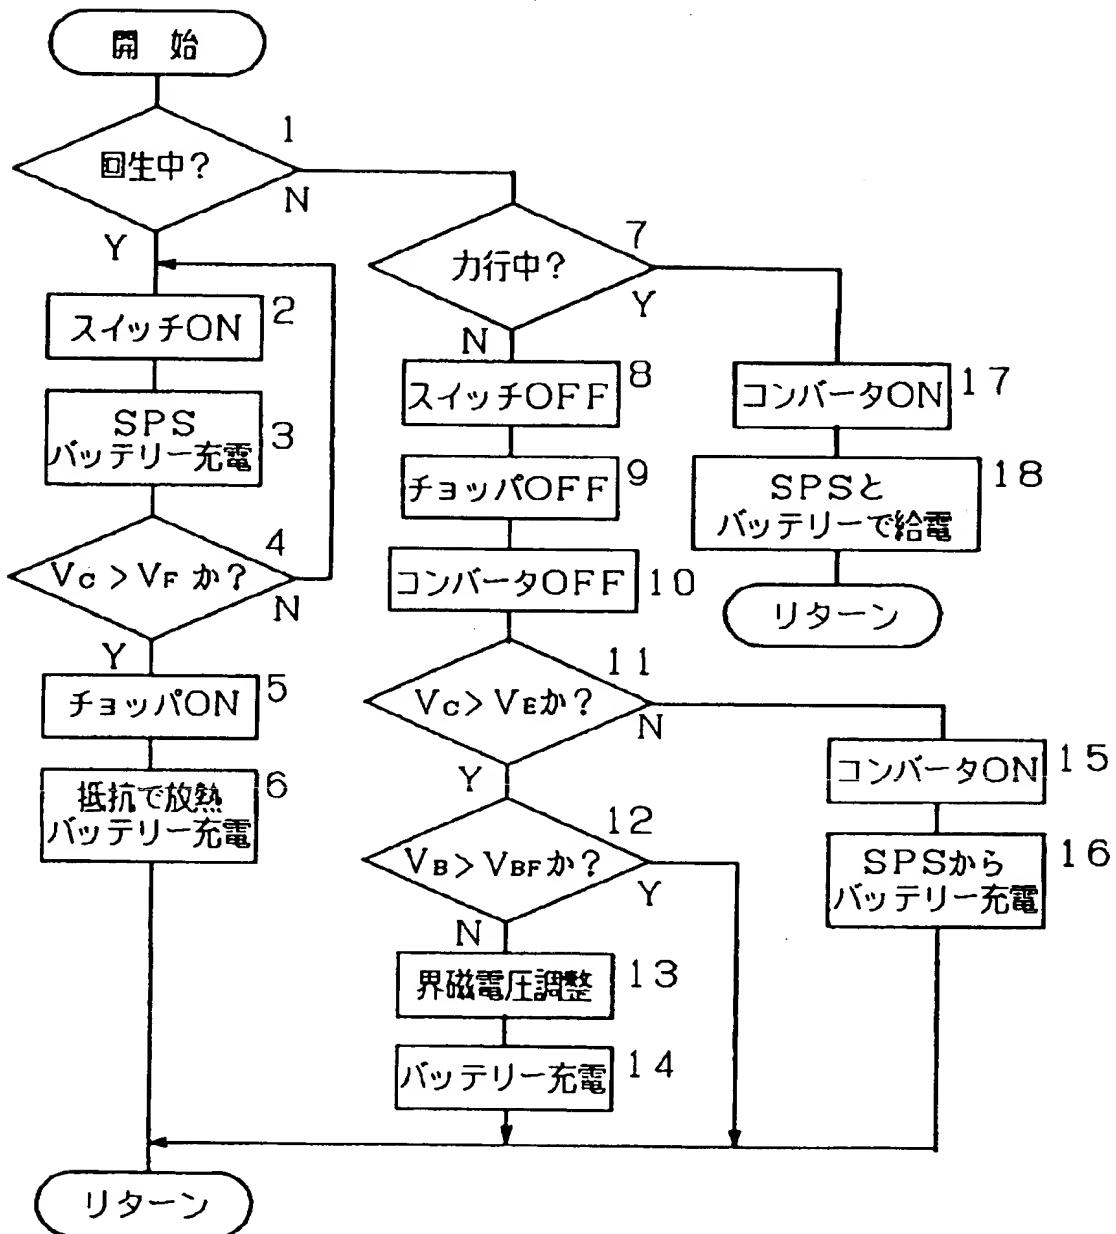 開 始
1
回生中?
N
Y
2
スイッチON
3
SPS
バッテリー充電
4
VC>VFか?
N
Y
5
チョッパON
6
抵抗で放熱
バッテリー充電
7
力行中?
Y
N
8
スイッチOFF
9
チョッパOFF
10
コンバータOFF
11
VC>VEか?
N
Y
12
VB>VBFか?
Y
N
13
界磁電圧調整
14
バッテリー充電
15
コンバータON
16
SPSから
バッテリー充電
17
コンバータON
18
SPSと
バッテリーで給電
リターン
リターン